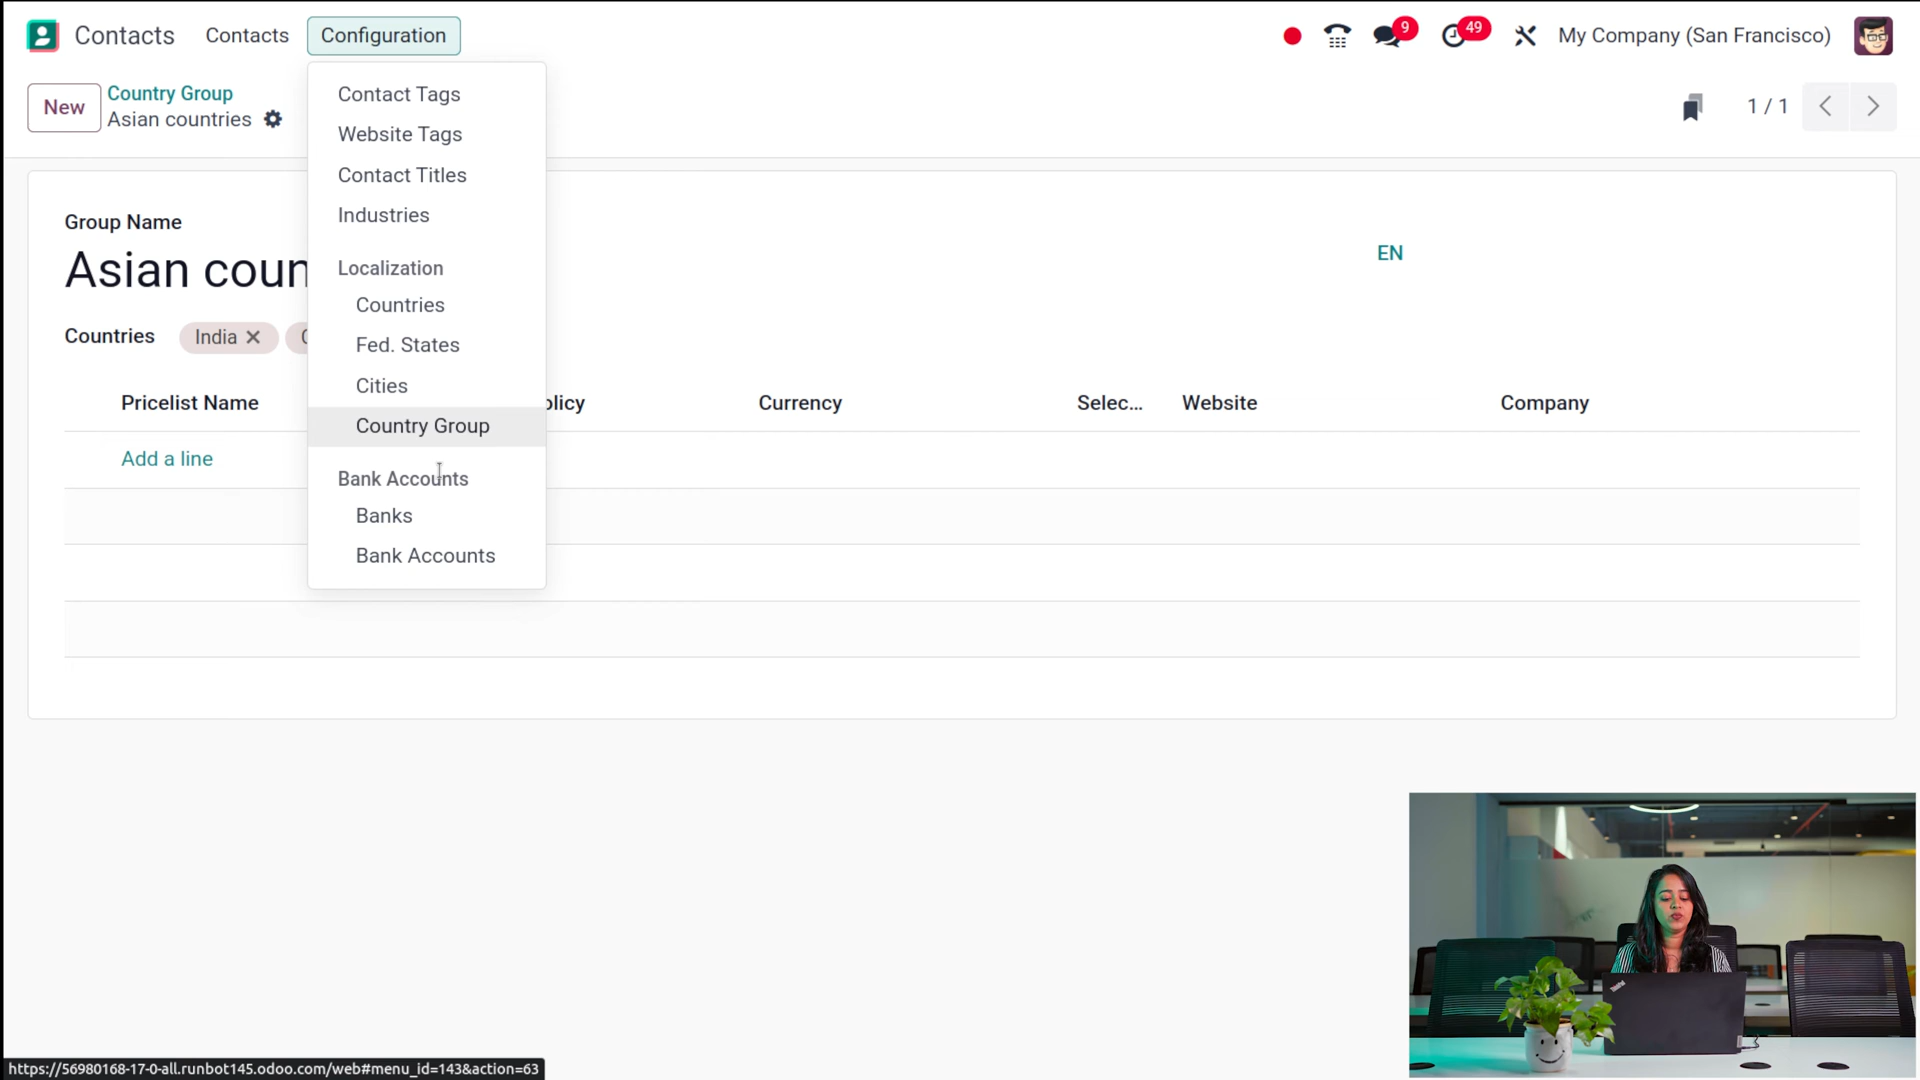 Contacts Contacts Configuration 9 49 My Company (San Francisco)
New Country Group
Asian countries
1 / 1
Contact Tags
Website Tags
Contact Titles
Industries
Localization
Countries
Fed. States
Cities
Country Group
Bank Accounts
Banks
Bank Accounts
Group Name
Asian coun
EN
Countries India
Pricelist Name olicy Currency Selec... Website Company
Add a line
ThinkPad
https://56980168-17-0-all.runbot145.odoo.com/web#menu_id=143&action=63